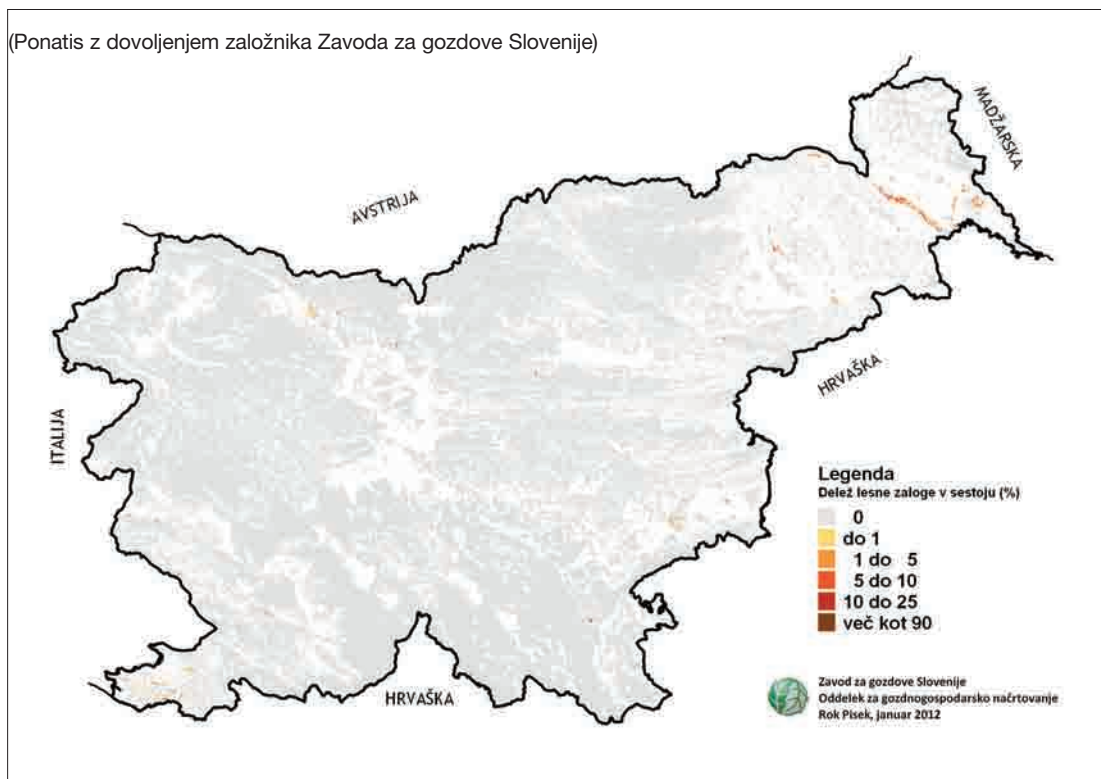 (Ponatis z dovoljenjem založnika Zavoda za gozdove Slovenije)
MADŽARSKA
AVSTRIJA
HRVAŠKA
ITALIJA
Legenda
Delež lesne zaloge v sestoju (%)
0
do 1
1 do 5
5 do 10
10 do 25
več kot 90
HRVAŠKA
Zavod za gozdove Slovenije
Oddelek za gozdnogospodarsko načrtovanje
Rok Pisek, januar 2012